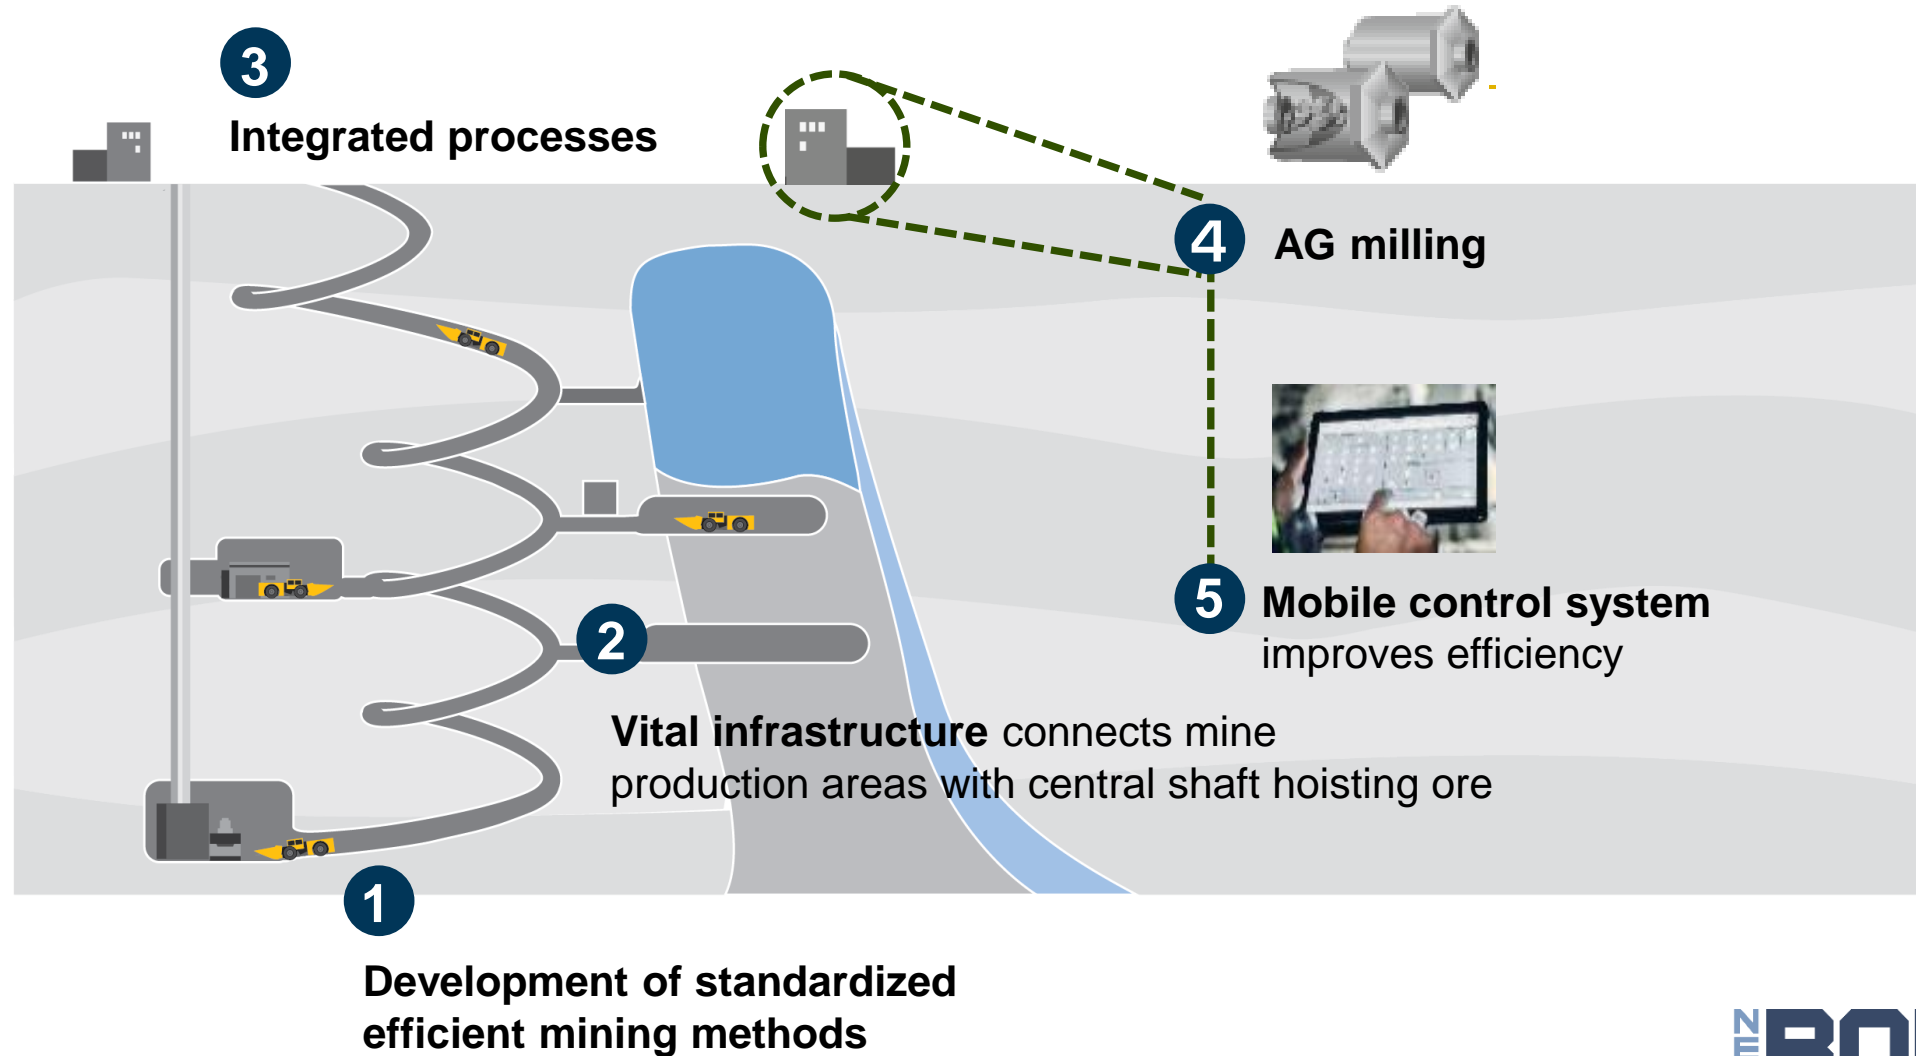 3
Integrated processes
4
AG milling
5
Mobile control system
improves efficiency
2
Vital infrastructure connects mine
production areas with central shaft hoisting ore
1
Development of standardized
efficient mining methods